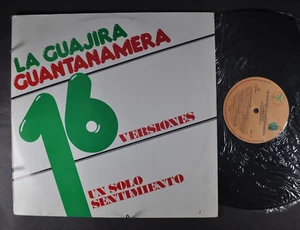 LA GUAJIRA
GUANTANAMERA
16
VERSIONES
UN SOLO
SENTIMIENTO